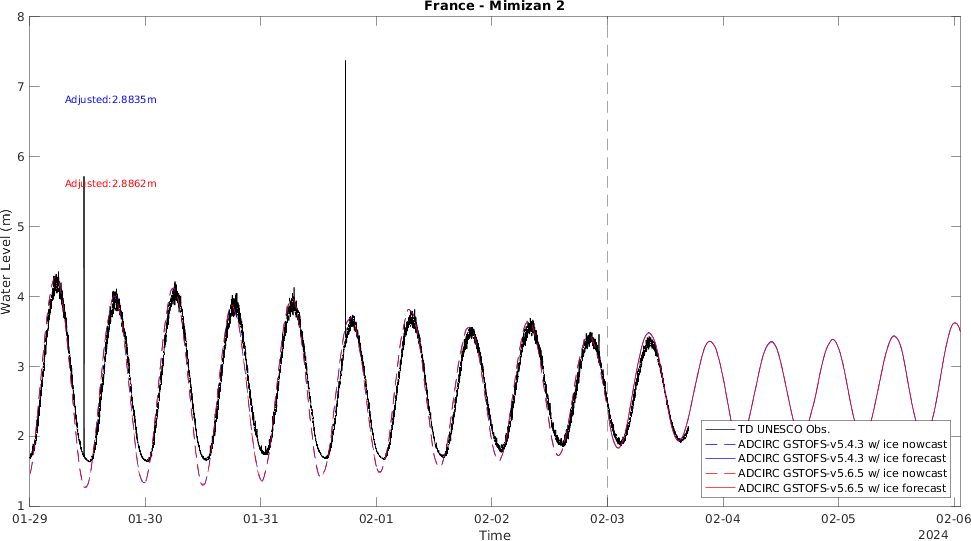 France - Mimizan 2
8
7
6
5
4
3
2
1
Water Level (m)
Adjusted:2.8835m
Adjusted:2.8862m
TD UNESCO Obs.
ADCIRC GSTOFS-v5.4.3 w/ ice nowcast
ADCIRC GSTOFS-v5.4.3 w/ ice forecast
ADCIRC GSTOFS-v5.6.5 w/ ice nowcast
ADCIRC GSTOFS-v5.6.5 w/ ice forecast
01-29 01-30 01-31 02-01 02-02 02-03 02-04 02-05 02-06
Time
2024